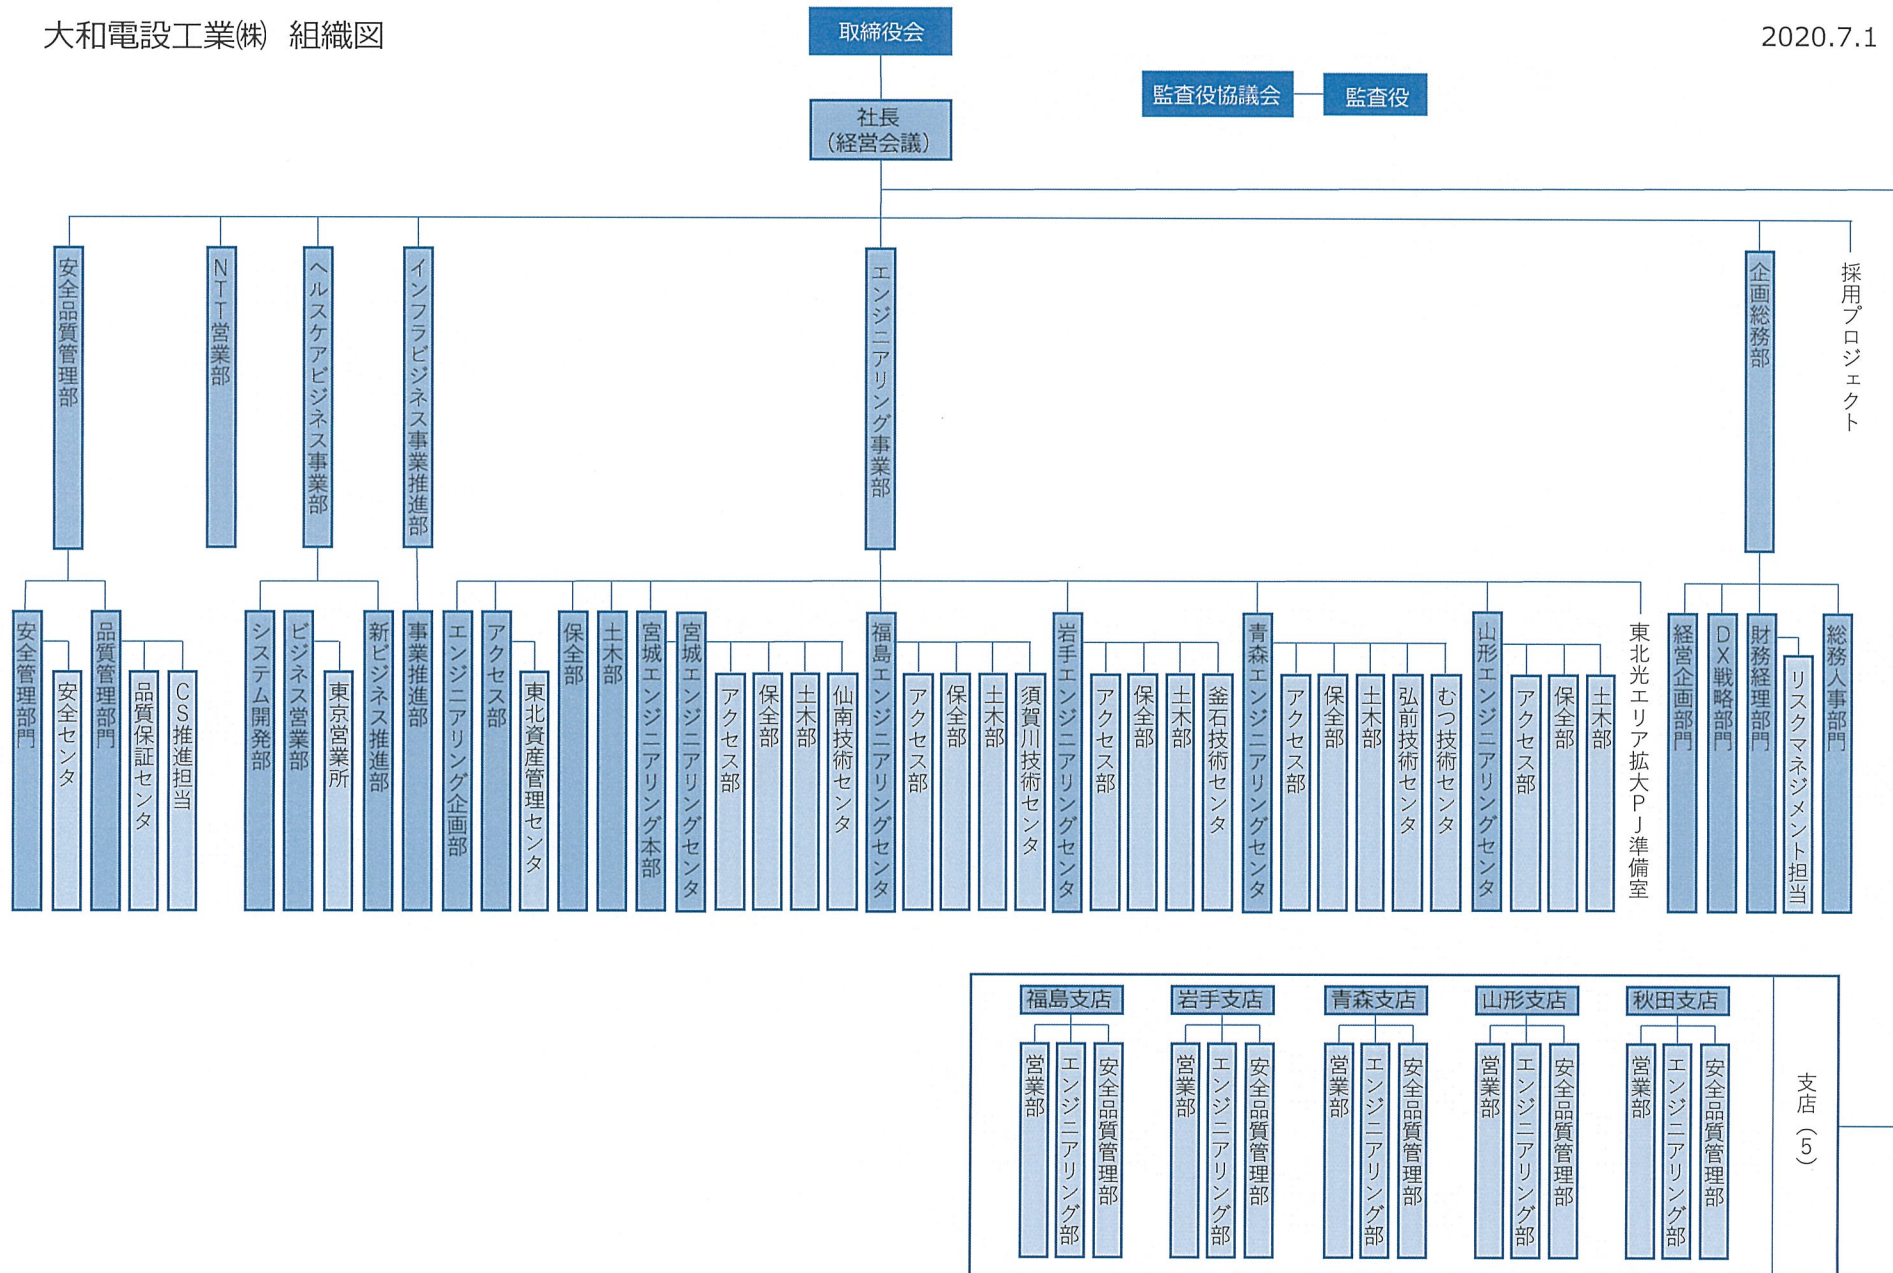 大和電設工業㈱ 組織図
2020.7.1
取締役会
監査役協議会
監査役
社長
(経営会議)
安全品質管理部
NTT営業部
ヘルスケアビジネス事業部
インフラビジネス事業推進部
エンジニアリング事業部
企画総務部
採用プロジェクト
安全管理部門
安全センタ
品質管理部門
品質保証センタ
CS推進担当
システム開発部
ビジネス営業部
東京営業所
新ビジネス推進部
事業推進部
エンジニアリング企画部
アクセス部
東北資産管理センタ
保全部
土木部
宮城エンジニアリング本部
宮城エンジニアリングセンタ
アクセス部
保全部
土木部
仙南技術センタ
福島エンジニアリングセンタ
アクセス部
保全部
土木部
須賀川技術センタ
岩手エンジニアリングセンタ
アクセス部
保全部
土木部
釜石技術センタ
青森エンジニアリングセンタ
アクセス部
保全部
土木部
弘前技術センタ
むつ技術センタ
山形エンジニアリングセンタ
アクセス部
保全部
土木部
東北光エリア拡大PJ準備室
経営企画部門
DX戦略部門
財務経理部門
リスクマネジメント担当
総務人事部門
福島支店
営業部
エンジニアリング部
安全品質管理部
岩手支店
営業部
エンジニアリング部
安全品質管理部
青森支店
営業部
エンジニアリング部
安全品質管理部
山形支店
営業部
エンジニアリング部
安全品質管理部
秋田支店
営業部
エンジニアリング部
安全品質管理部
支店(5)